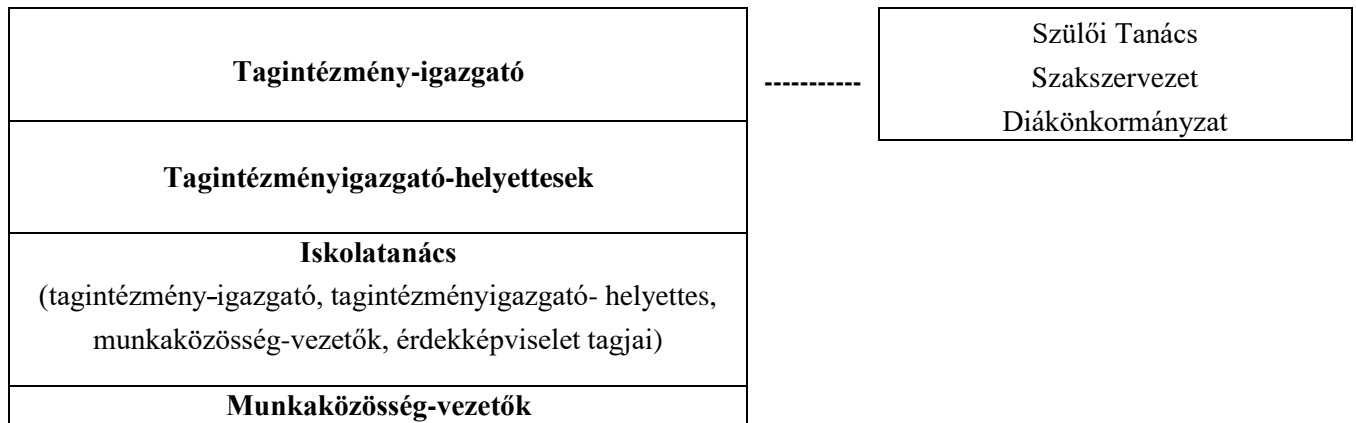 Tagintézmény-igazgató
-----------
Szülői Tanács
Szakszervezet
Diákönkormányzat
Tagintézményigazgató-helyettesek
Iskolatanács
(tagintézmény-igazgató, tagintézményigazgató- helyettes,
munkaközösség-vezetők, érdekképviselet tagjai)
Munkaközösség-vezetők